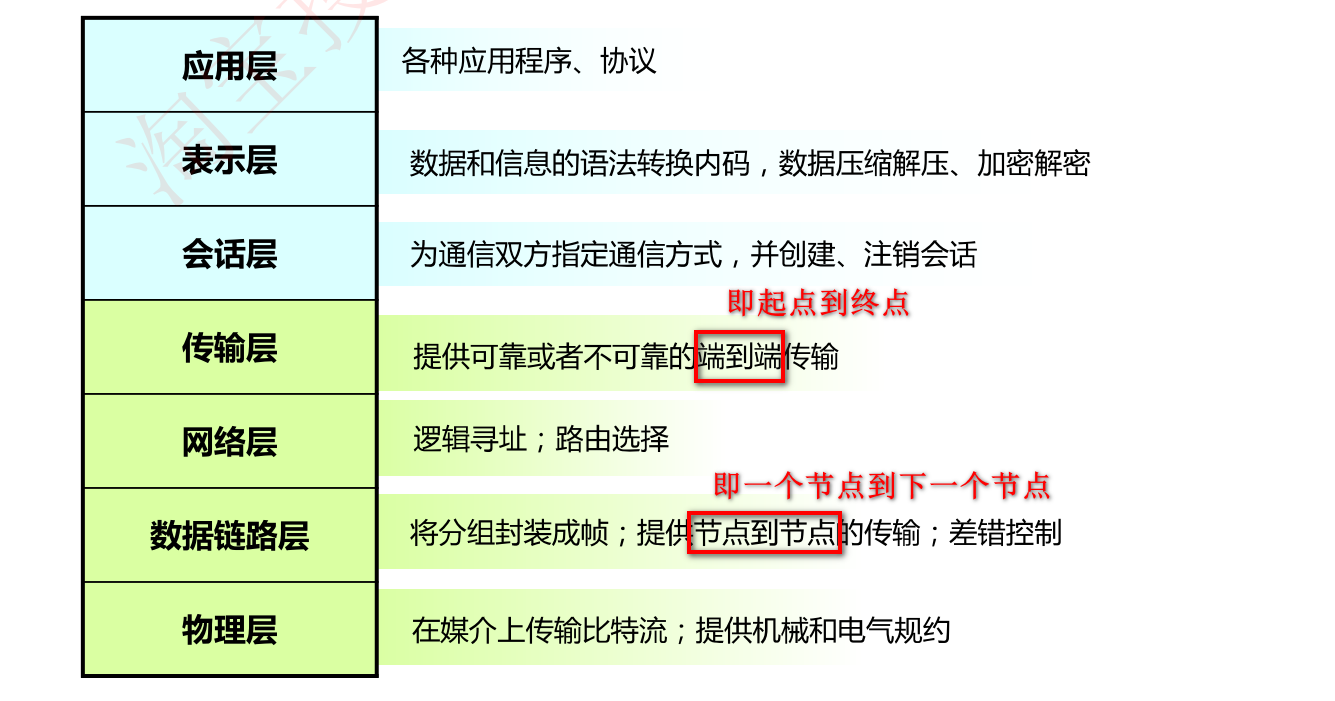 应用层
各种应用程序、协议
表示层
数据和信息的语法转换内码，数据压缩解压、加密解密
会话层
为通信双方指定通信方式，并创建、注销会话
即起点到终点
传输层
提供可靠或者不可靠的端到端传输
网络层
逻辑寻址；路由选择
即一个节点到下一个节点
数据链路层
将分组封装成帧；提供节点到节点的传输；差错控制
物理层
在媒介上传输比特流；提供机械和电气规约
淘宝搜